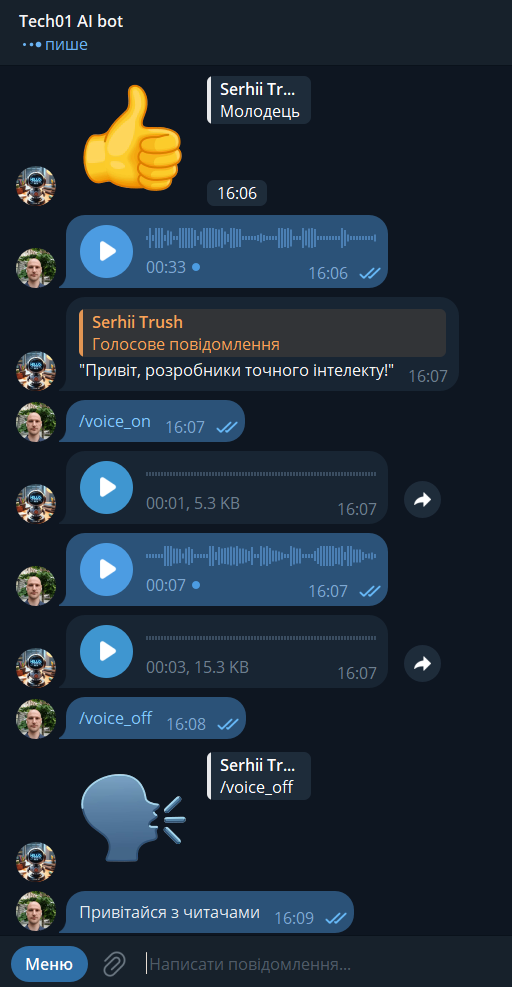 Tech01 AI bot
пише
Serhii Tr...
Молодець
16:06
00:33
16:06
Serhii Trush
Голосове повідомлення
"Привіт, розробники точного інтелекту!"
16:07
/voice_on
16:07
00:01, 5.3 KB
16:07
00:07
16:07
00:03, 15.3 KB
16:07
/voice_off
16:08
Serhii Tr...
/voice_off
Привітайся з читачами
16:09
Меню
Написати повідомлення...